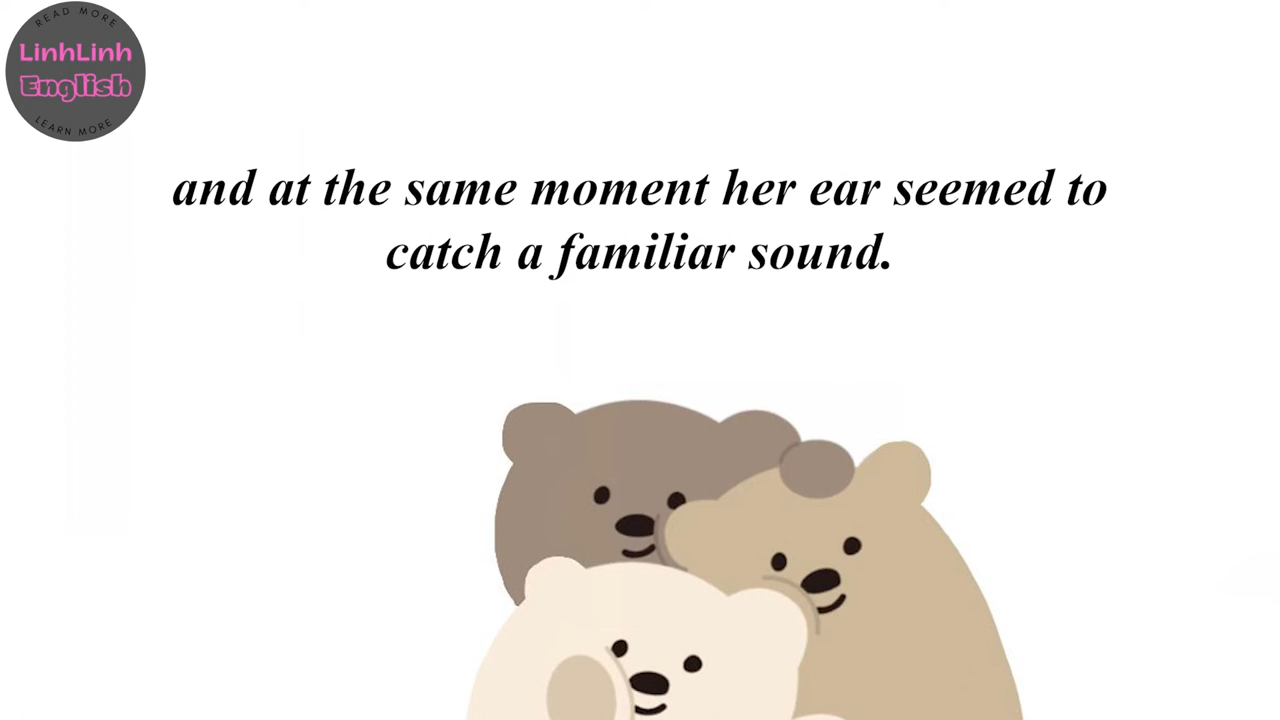 READ MORE
LinhLinh
English
LEARN MORE
and at the same moment her ear seemed to
catch a familiar sound.